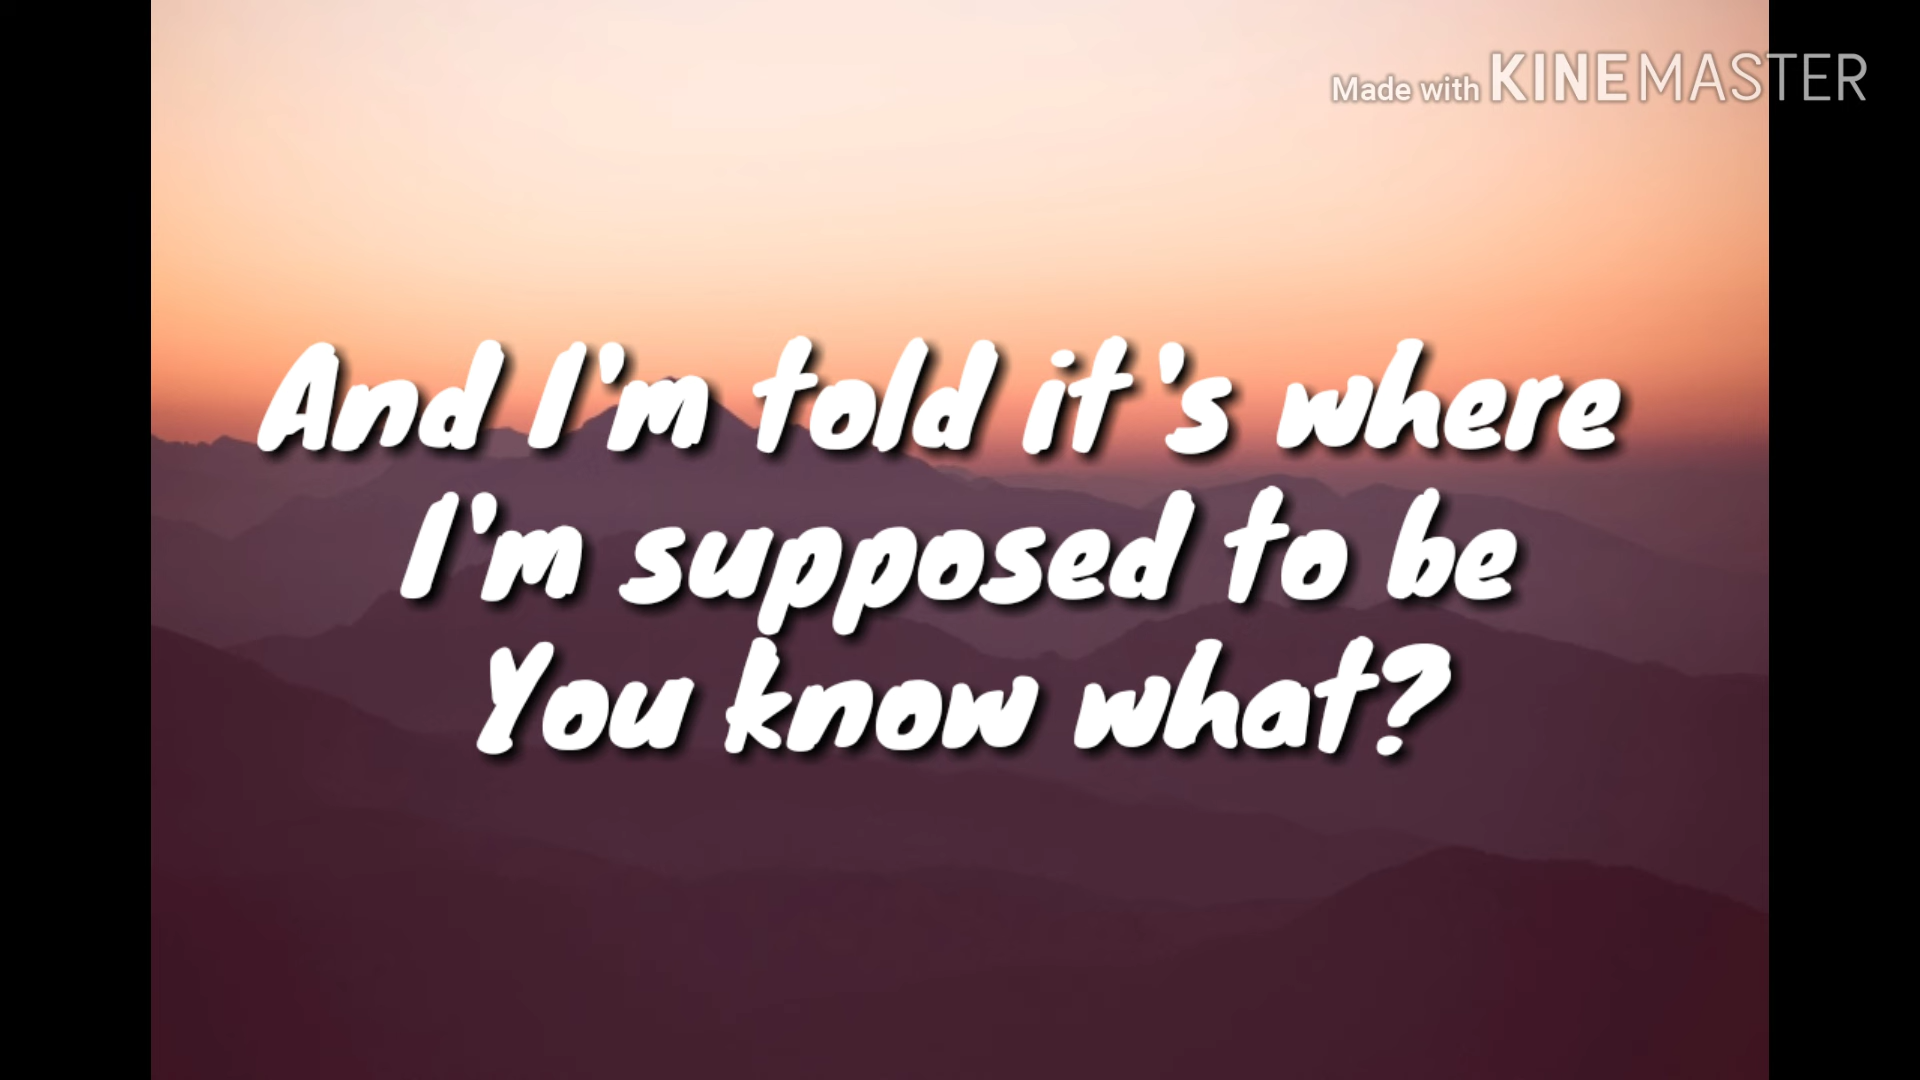 Made with KINEMASTER
And I'm told it's where
I'm supposed to be
You know what?